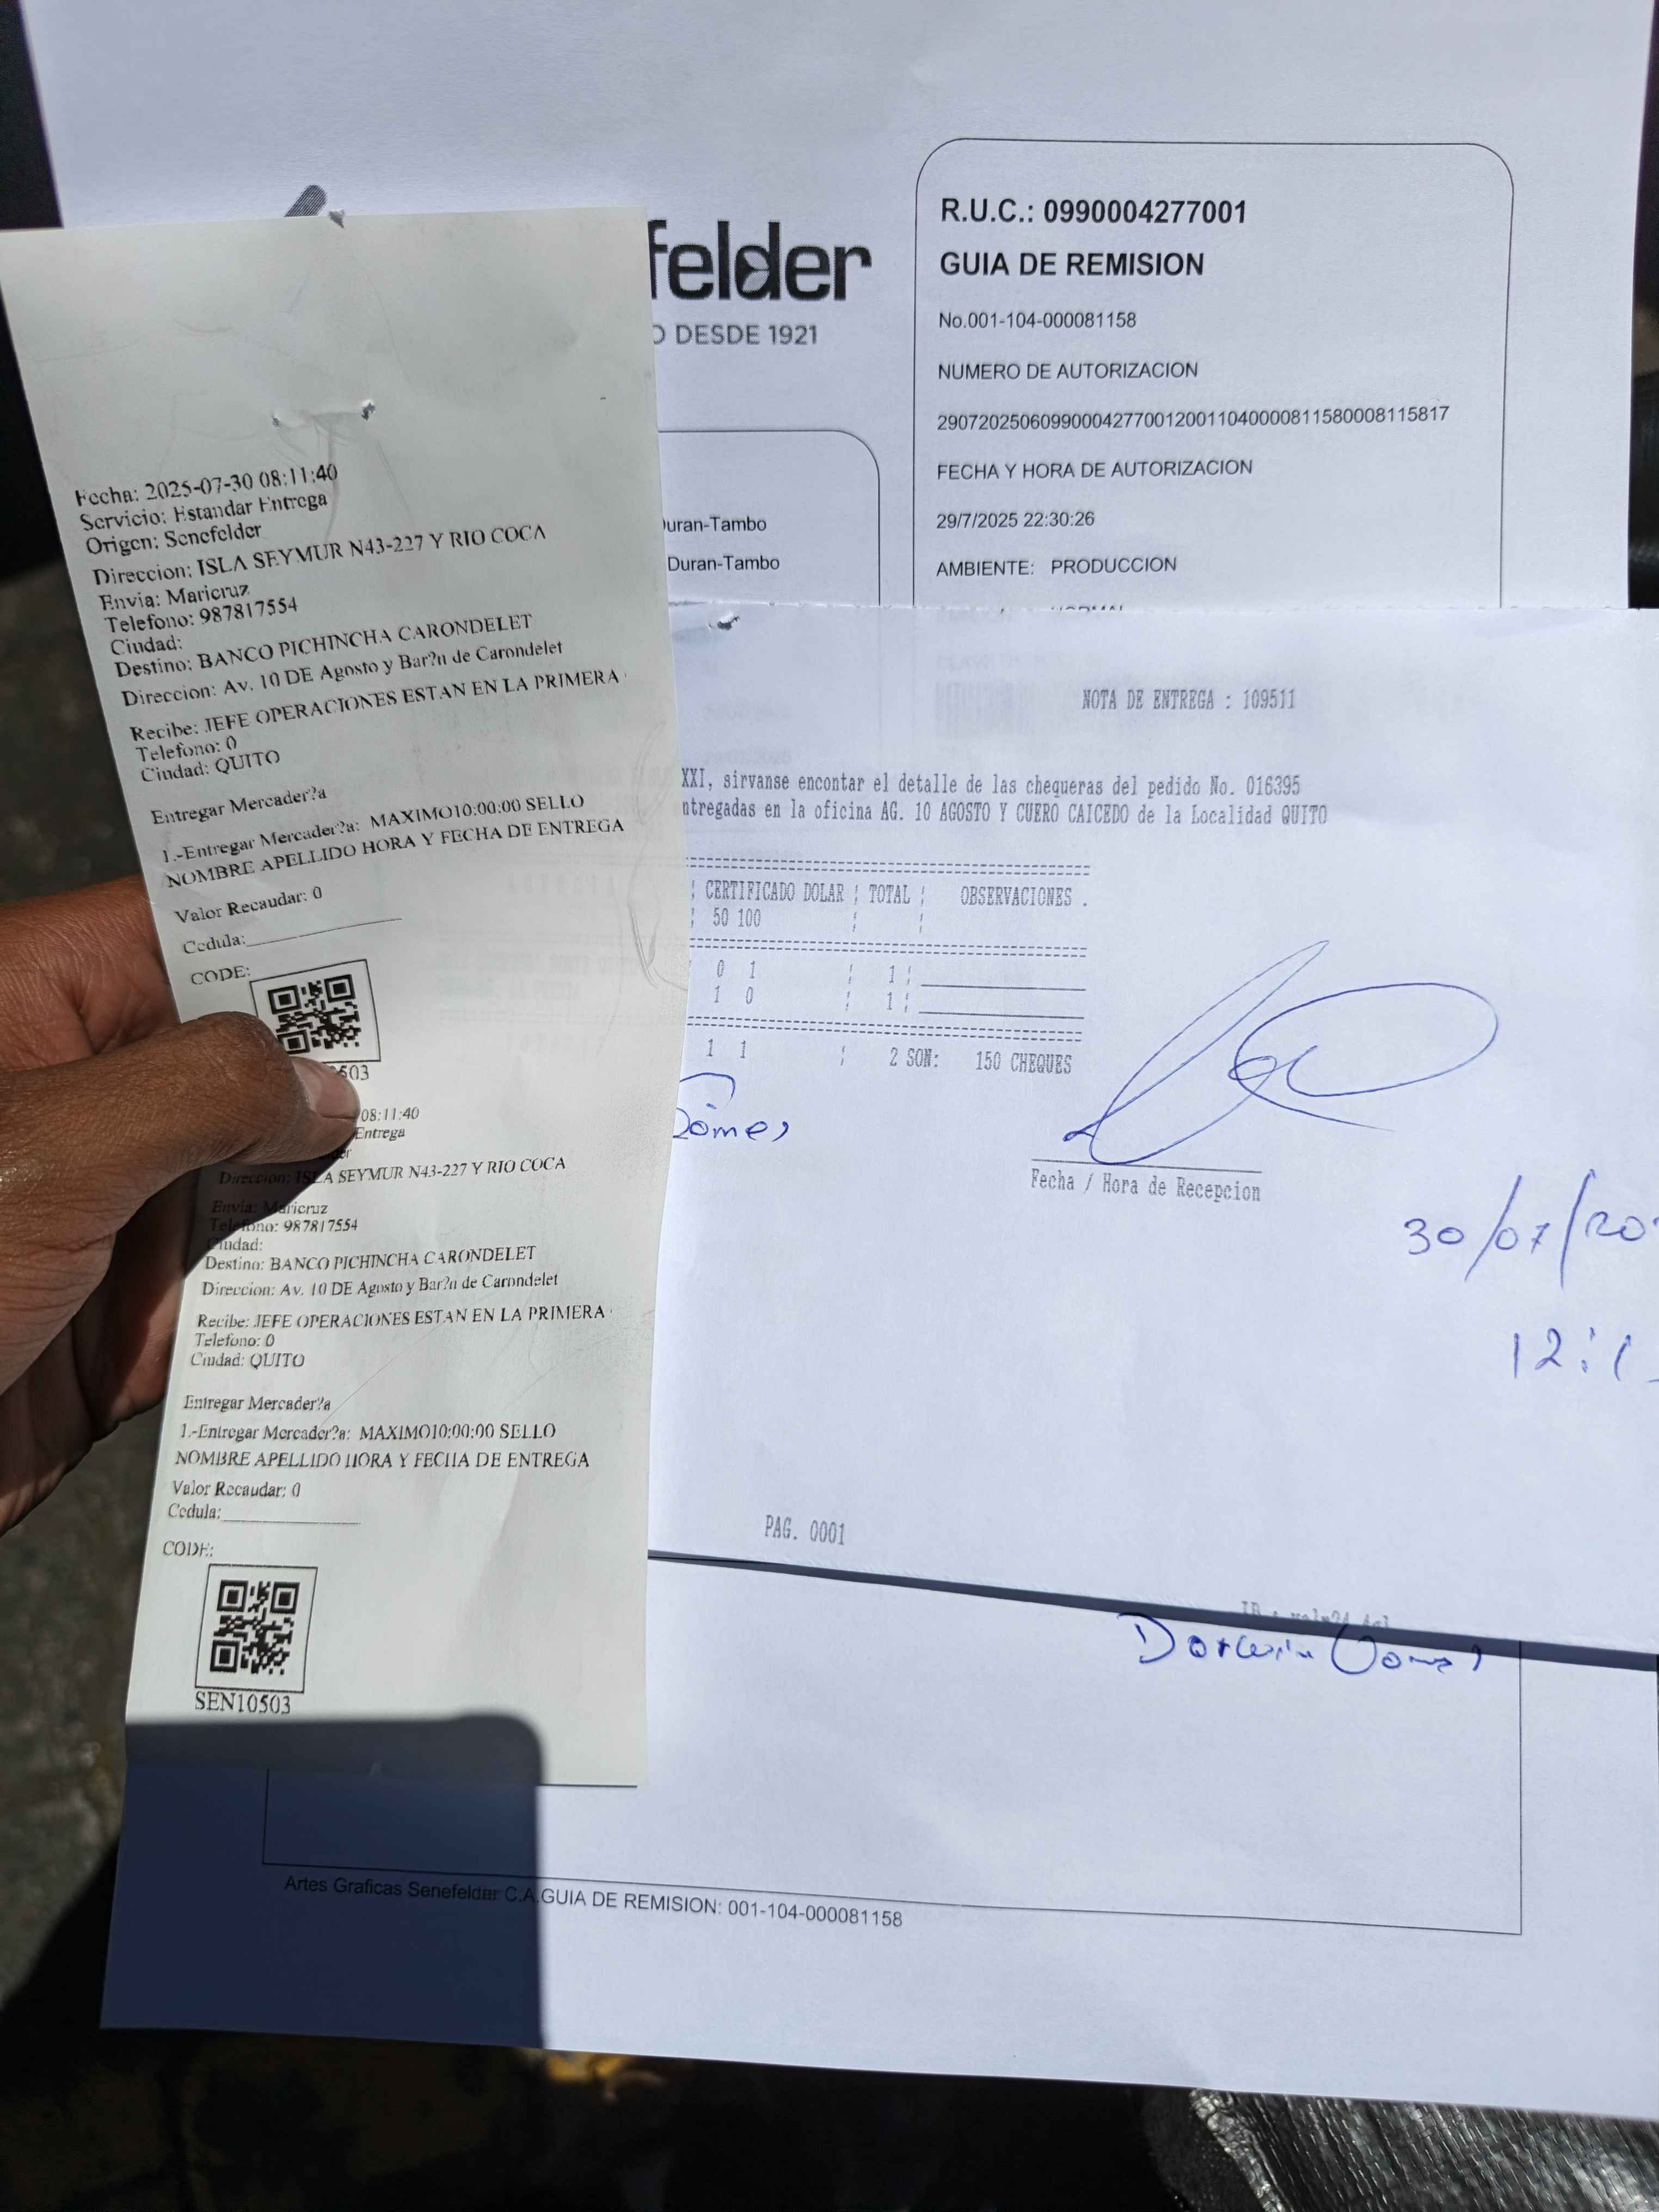 felder
DESDE 1921
R.U.C.: 0990004277001
GUIA DE REMISION
No.001-104-000081158
NUMERO DE AUTORIZACION
2907202506099000427700120011040000811580008115817
FECHA Y HORA DE AUTORIZACION
29/7/2025 22:30:26
AMBIENTE: PRODUCCION
uran-Tambo
Duran-Tambo
Fecha: 2025-07-30 08:11:40
Servicio: Estandar Entrega
Origen: Senefelder
Direccion: ISLA SEYMUR N43-227 Y RIO COCA
Envia: Maricruz
Telefono: 987817554
Ciudad:
Destino: BANCO PICHINCHA CARONDELET
Direccion: Av. 10 DE Agosto y Bar?n de Carondelet
Recibe: JEFE OPERACIONES ESTAN EN LA PRIMERA
Telefono: 0
Ciudad: QUITO
Entregar Mercader?a
1.-Entregar Mercader?a: MAXIMO10:00:00 SELLO
NOMBRE APELLIDO HORA Y FECHA DE ENTREGA
Valor Recaudar: 0
Cedula:
CODE:
503
08:11:40
Entrega
er
Direccion: ISLA SEYMUR N43-227 Y RIO COCA
Envia: Maricruz
Telefono: 987817554
Ciudad:
Destino: BANCO PICHINCHA CARONDELET
Direccion: Av. 10 DE Agosto y Bar?n de Carondelet
Recibe: JEFE OPERACIONES ESTAN EN LA PRIMERA
Telefono: 0
Ciudad: QUITO
Entregar Mercader?a
1.-Entregar Mercader?a: MAXIMO10:00:00 SELLO
NOMBRE APELLIDO HORA Y FECHA DE ENTREGA
Valor Recaudar: 0
Cedula:
CODE:
SEN10503
NOTA DE ENTREGA : 109511
XXI, sirvanse encontar el detalle de las chequeras del pedido No. 016395
ntregadas en la oficina AG. 10 AGOSTO Y CUERO CAICEDO de la Localidad QUITO
CERTIFICADO DOLAR ¦ TOTAL ¦ OBSERVACIONES .
50 100
0 1 ¦ 1¦
1 0 ¦ 1¦
1 1 ¦ 2 SON: 150 CHEQUES
Gómez
Fecha / Hora de Recepcion
30/07/20
12:1
PAG. 0001
Artes Graficas Senefelder C.A.GUIA DE REMISION: 001-104-000081158